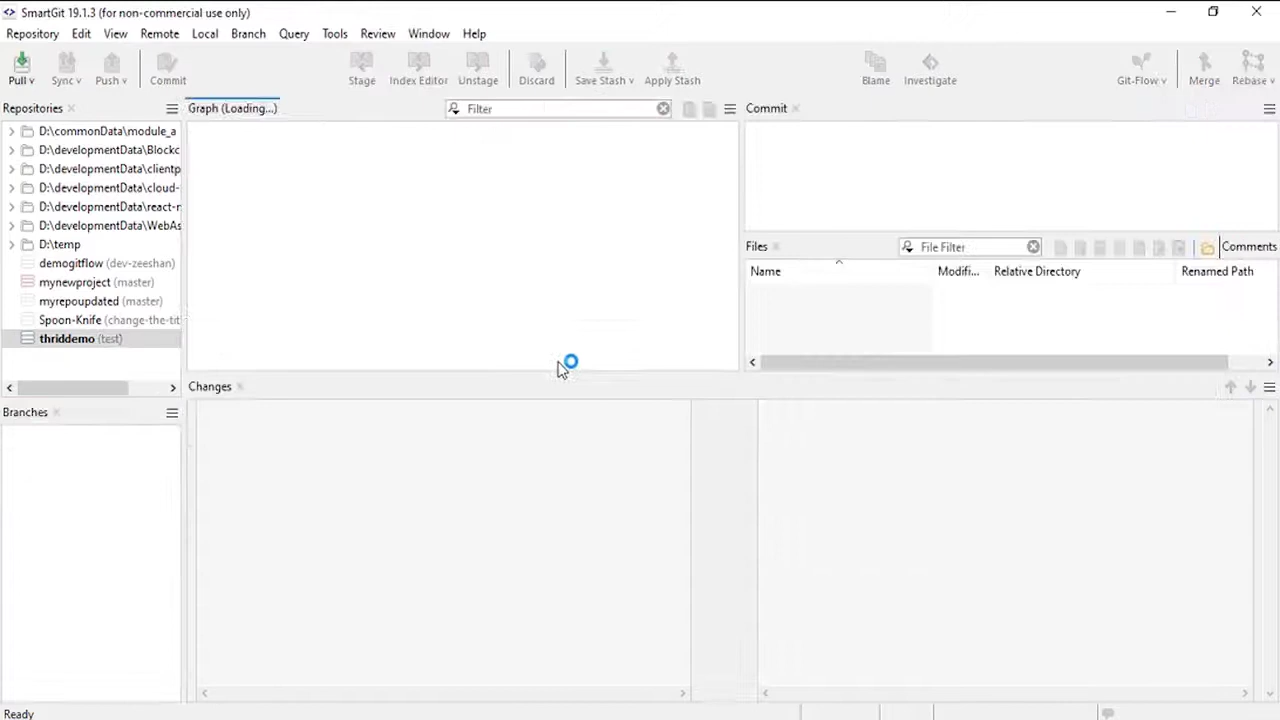 SmartGit 19.1.3 (for non-commercial use only)
Repository Edit View Remote Local Branch Query Tools Review Window Help
Pull Sync Push Commit Stage Index Editor Unstage Discard Save Stash Apply Stash Blame Investigate Git-Flow Merge Rebase
Repositories
D:\commonData\module_a
D:\developmentData\Blockc
D:\developmentData\clientp
D:\developmentData\cloud-
D:\developmentData\react-n
D:\developmentData\WebAs
D:\temp
demogitflow (dev-zeeshan)
mynewproject (master)
myrepoupdated (master)
Spoon-Knife (change-the-tit
thriddemo (test)
Branches
Graph (Loading...) Filter
Commit
Files File Filter Comments
Name Modifi... Relative Directory Renamed Path
Changes
Ready